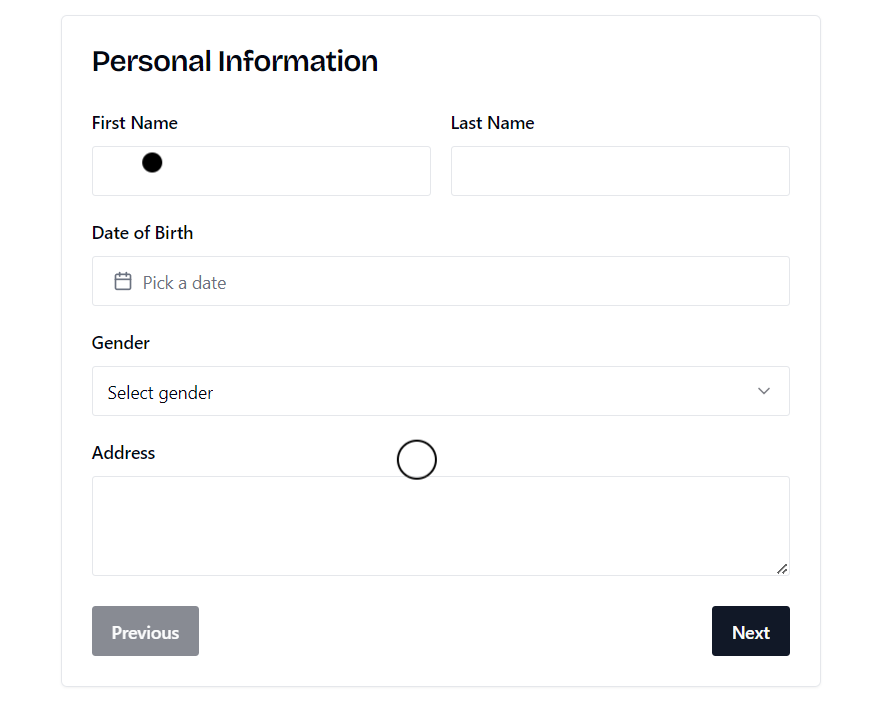 Personal Information
First Name
Last Name
Date of Birth
Pick a date
Gender
Select gender
Address
Previous
Next